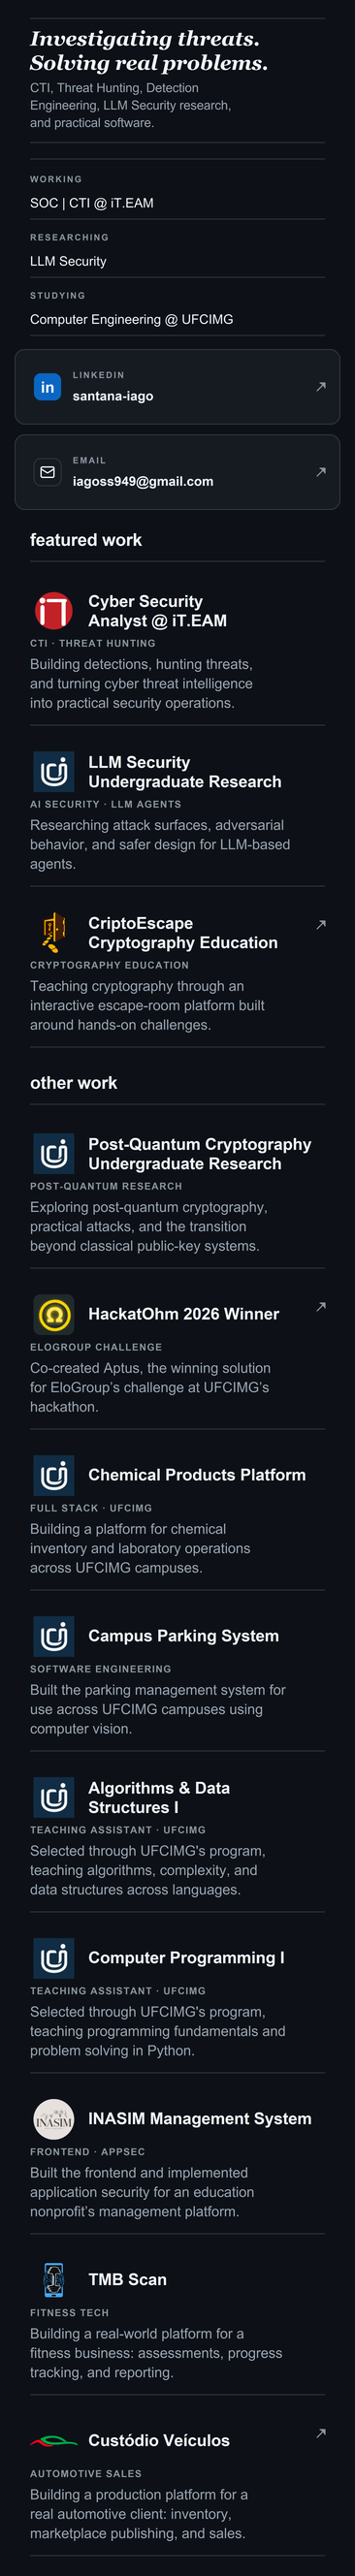 Investigating threats.
Solving real problems.
CTI, Threat Hunting, Detection
Engineering, LLM Security research,
and practical software.
WORKING
SOC | CTI @ iT.EAM
RESEARCHING
LLM Security
STUDYING
Computer Engineering @ UFCIMG
in
LINKEDIN
santana-iago
↗
EMAIL
iagoss949@gmail.com
↗
featured work
iT
Cyber Security
Analyst @ iT.EAM
CTI · THREAT HUNTING
Building detections, hunting threats,
and turning cyber threat intelligence
into practical security operations.
LLM Security
Undergraduate Research
AI SECURITY · LLM AGENTS
Researching attack surfaces, adversarial
behavior, and safer design for LLM-based
agents.
CriptoEscape
Cryptography Education
↗
CRYPTOGRAPHY EDUCATION
Teaching cryptography through an
interactive escape-room platform built
around hands-on challenges.
other work
Post-Quantum Cryptography
Undergraduate Research
POST-QUANTUM RESEARCH
Exploring post-quantum cryptography,
practical attacks, and the transition
beyond classical public-key systems.
Ω
HackatOhm 2026 Winner
↗
ELOGROUP CHALLENGE
Co-created Aptus, the winning solution
for EloGroup’s challenge at UFCIMG’s
hackathon.
Chemical Products Platform
FULL STACK · UFCIMG
Building a platform for chemical
inventory and laboratory operations
across UFCIMG campuses.
Campus Parking System
SOFTWARE ENGINEERING
Built the parking management system for
use across UFCIMG campuses using
computer vision.
Algorithms & Data
Structures I
TEACHING ASSISTANT · UFCIMG
Selected through UFCIMG's program,
teaching algorithms, complexity, and
data structures across languages.
Computer Programming I
TEACHING ASSISTANT · UFCIMG
Selected through UFCIMG's program,
teaching programming fundamentals and
problem solving in Python.
INASIM
INASIM Management System
FRONTEND · APPSEC
Built the frontend and implemented
application security for an education
nonprofit’s management platform.
TMB Scan
FITNESS TECH
Building a real-world platform for a
fitness business: assessments, progress
tracking, and reporting.
Custódio Veículos
↗
AUTOMOTIVE SALES
Building a production platform for a
real automotive client: inventory,
marketplace publishing, and sales.